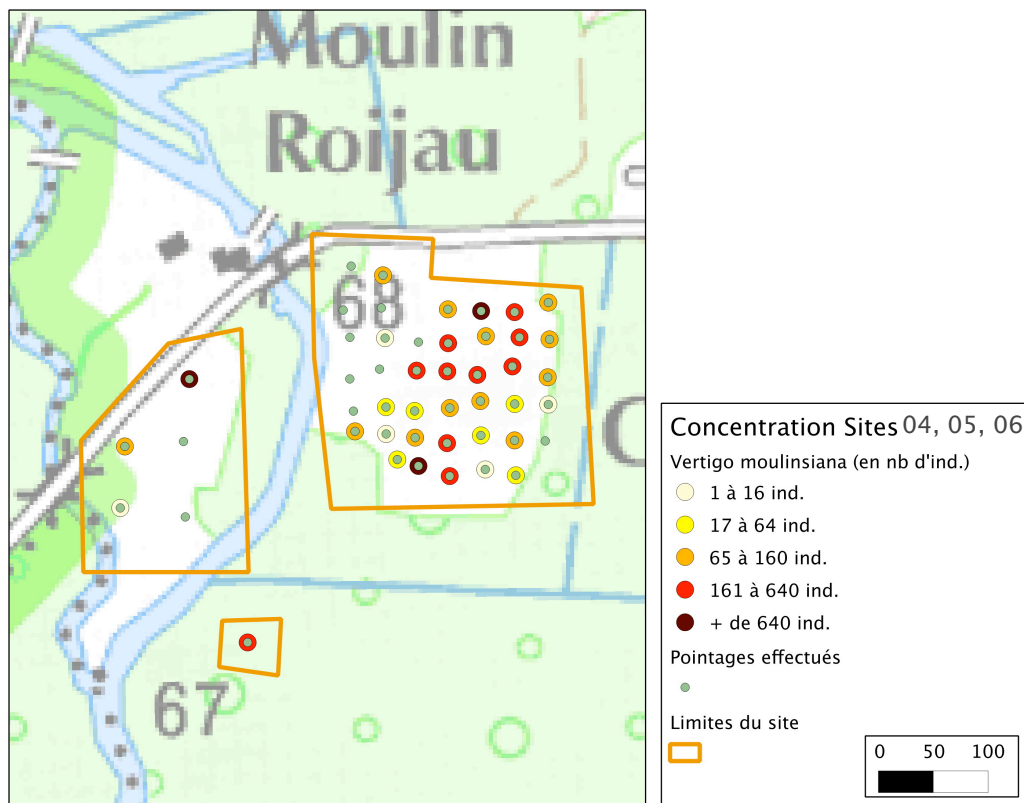 Moulin
Roijau
68
67
Concentration Sites 04, 05, 06
Vertigo moulinsiana (en nb d'ind.)
1 à 16 ind.
17 à 64 ind.
65 à 160 ind.
161 à 640 ind.
+ de 640 ind.
Pointages effectués
Limites du site
0 50 100